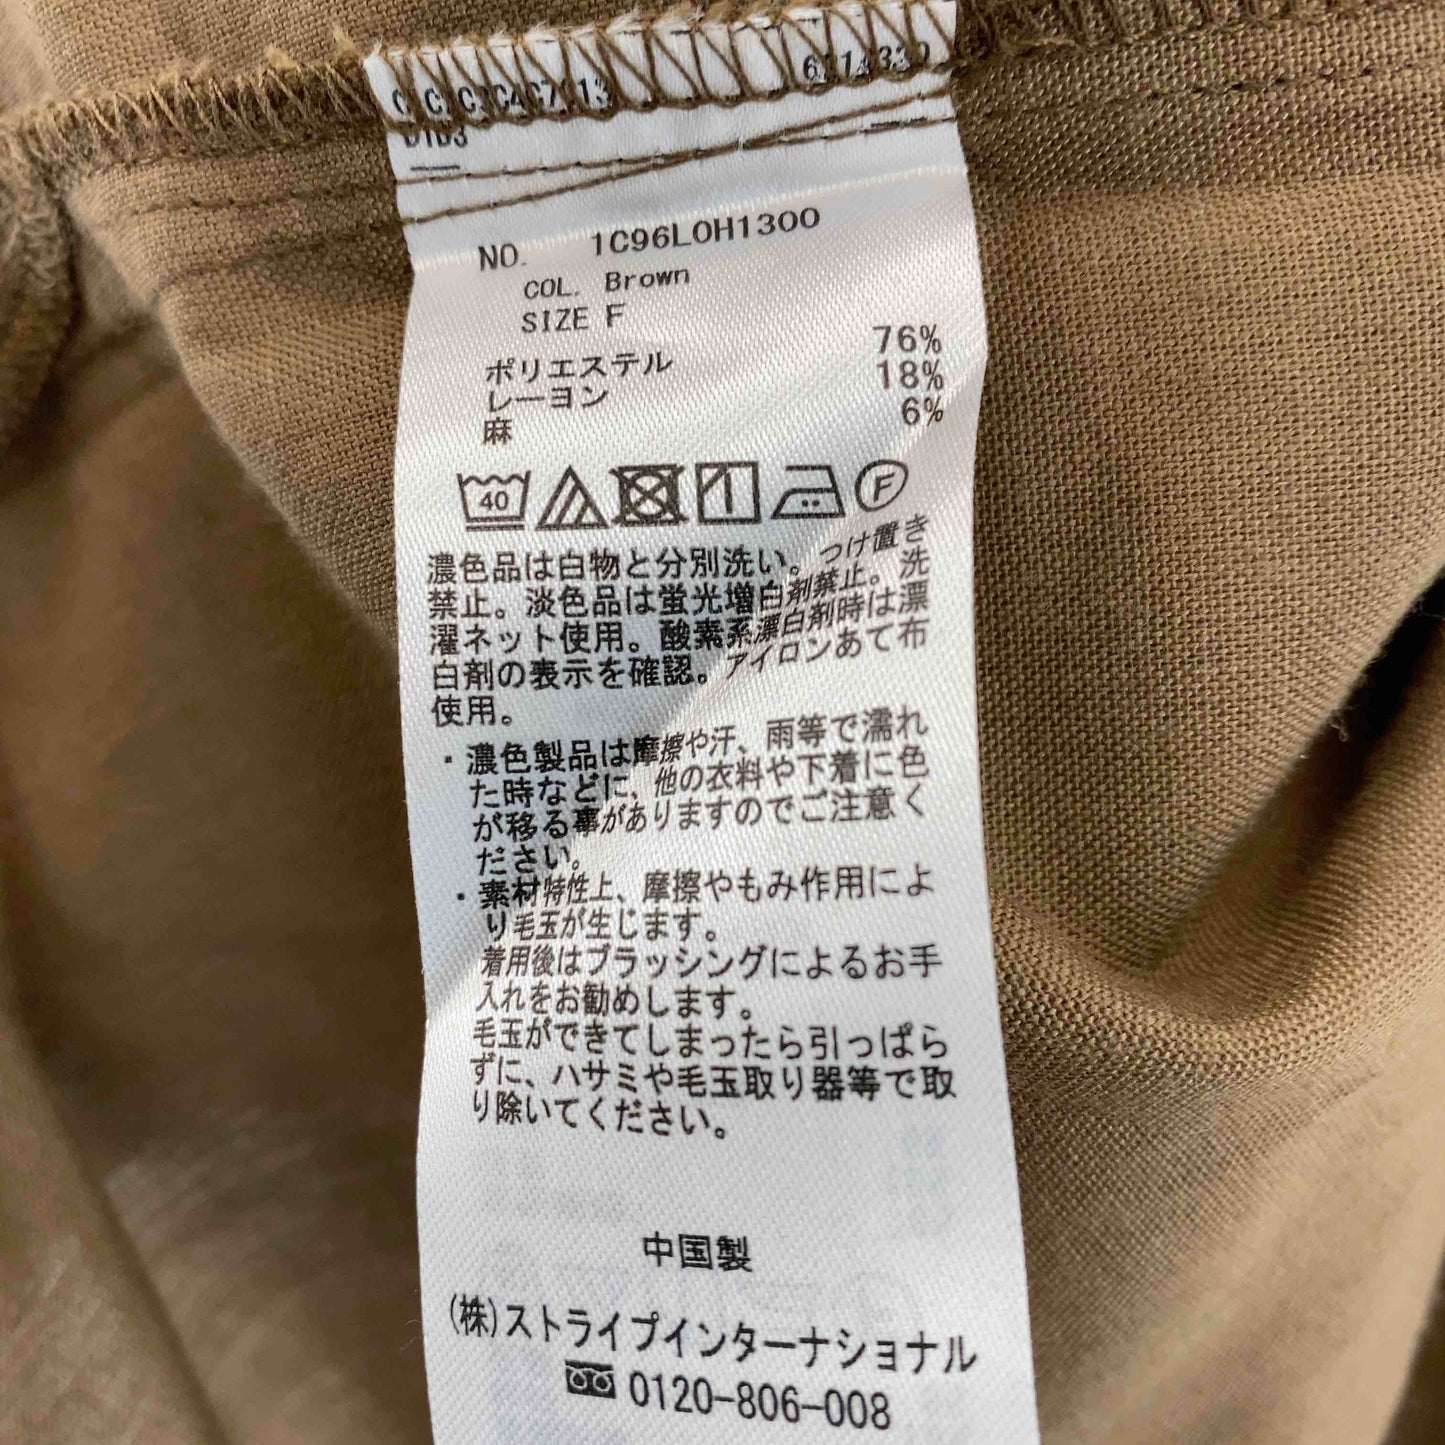 D1D3
NO. 1C96L0H1300
COL. Brown
SIZE F
ポリエステル 76%
レーヨン 18%
麻 6%
40 F
濃色品は白物と分別洗い。つけ置き
禁止。淡色品は蛍光増白剤禁止。洗
濯ネット使用。酸素系漂白剤時は漂
白剤の表示を確認。アイロンあて布
使用。
・濃色製品は摩擦や汗、雨等で濡れ
た時などに、他の衣料や下着に色
が移る事がありますのでご注意く
ださい。
・素材特性上、摩擦やもみ作用によ
り毛玉が生じます。
着用後はブラッシングによるお手
入れをお勧めします。
毛玉ができてしまったら引っぱら
ずに、ハサミや毛玉取り器等で取
り除いてください。
中国製
(株)ストライプインターナショナル
0120-806-008